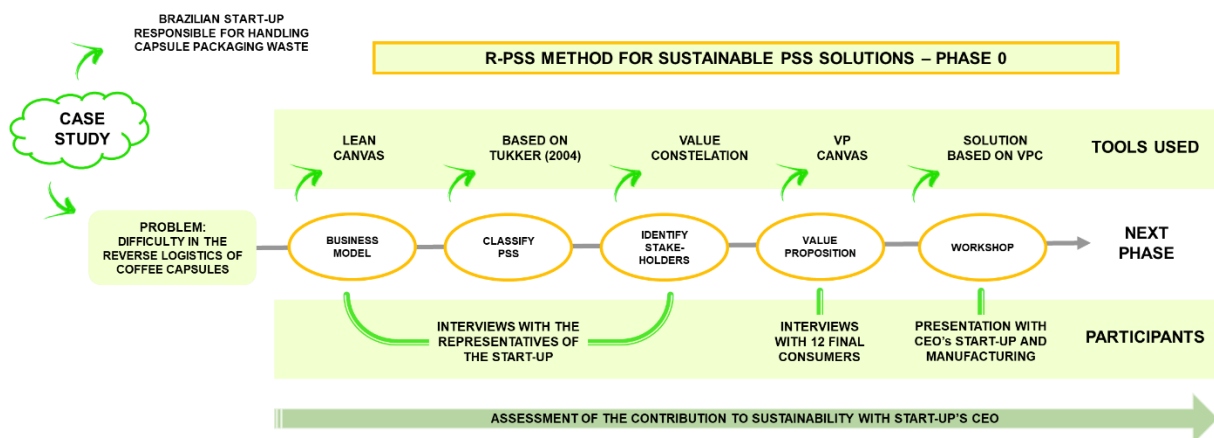 BRAZILIAN START-UP
RESPONSIBLE FOR HANDLING
CAPSULE PACKAGING WASTE
R-PSS METHOD FOR SUSTAINABLE PSS SOLUTIONS – PHASE 0
CASE
STUDY
LEAN
CANVAS
BASED ON
TUKKER (2004)
VALUE
CONSTELATION
VP
CANVAS
SOLUTION
BASED ON VPC
TOOLS USED
PROBLEM:
DIFFICULTY IN THE
REVERSE LOGISTICS OF
COFFEE CAPSULES
BUSINESS
MODEL
CLASSIFY
PSS
IDENTIFY
STAKE-
HOLDERS
VALUE
PROPOSITION
WORKSHOP
NEXT
PHASE
INTERVIEWS WITH THE
REPRESENTATIVES OF
THE START-UP
INTERVIEWS
WITH 12 FINAL
CONSUMERS
PRESENTATION WITH
CEO's START-UP AND
MANUFACTURING
PARTICIPANTS
ASSESSMENT OF THE CONTRIBUTION TO SUSTAINABILITY WITH START-UP'S CEO